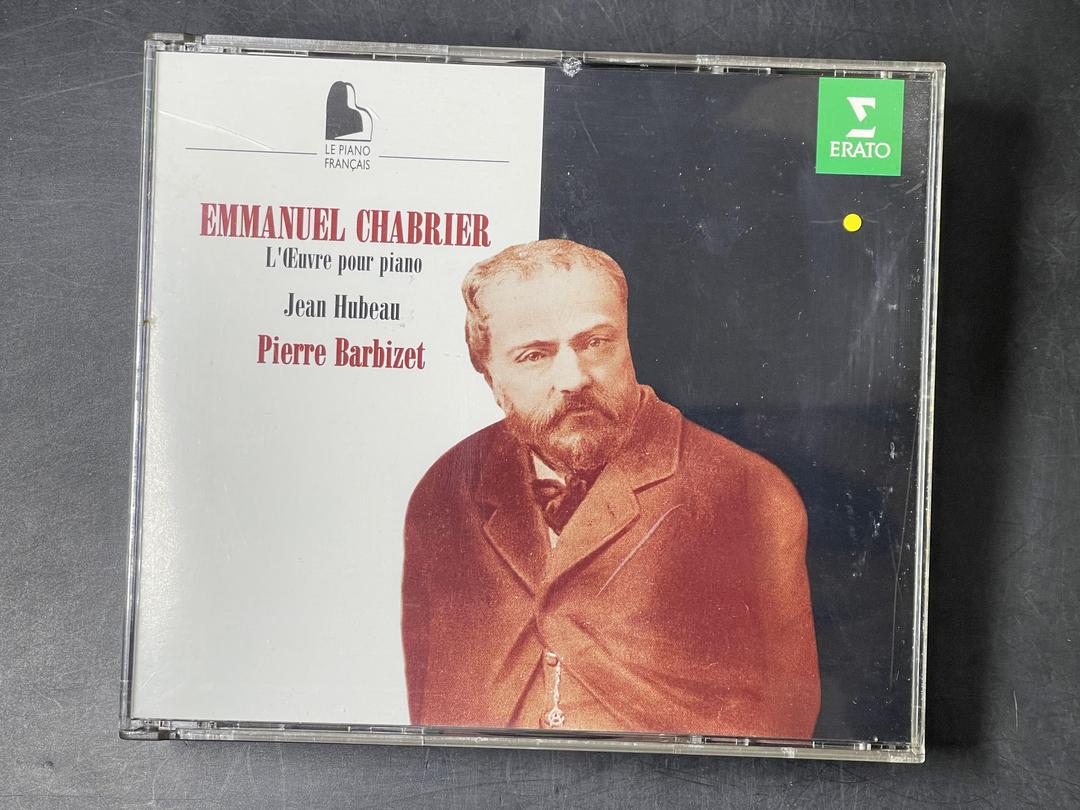 LE PIANO
FRANÇAIS
ERATO
EMMANUEL CHABRIER
L'Œuvre pour piano
Jean Hubeau
Pierre Barbizet